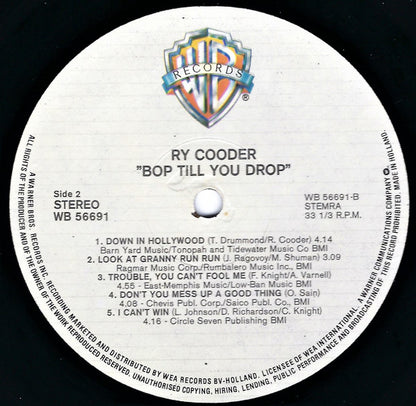 WB
RECORDS
®
RY COODER
"BOP TILL YOU DROP"
Side 2
STEREO
WB 56691
WB 56691-B
STEMRA
33 1/3 R.P.M.
1. DOWN IN HOLLYWOOD (T. Drummond/R. Cooder) 4.14
Barn Yard Music/Tonopah and Tidewater Music Co BMI
2. LOOK AT GRANNY RUN RUN (J. Ragovoy/M. Shuman) 3.09
Ragmar Music Corp/Rumbalero Music Inc. BMI
3. TROUBLE, YOU CAN'T FOOL ME (F. Knight/A. Varnell)
4.55 - East-Memphis Music/Low-Ban Music BMI
4. DON'T YOU MESS UP A GOOD THING (O. Sain)
4.08 - Chevis Publ. Corp/Saico Publ. Co., BMI
5. I CAN'T WIN (L. Johnson/D. Richardson/C. Knight)
4.16 - Circle Seven Publishing BMI
A WARNER BROS. RECORDS INC. RECORDING MARKETED AND DISTRIBUTED BY WEA RECORDS BV-HOLLAND. LICENSEE OF WEA INTERNATIONAL. A WARNER COMMUNICATIONS COMPANY. MADE IN HOLLAND.
ALL RIGHTS OF THE PRODUCER AND OF THE OWNER OF THE WORK REPRODUCED RESERVED. UNAUTHORISED COPYING, HIRING, LENDING, PUBLIC PERFORMANCE AND BROADCASTING OF THIS RECORD PROHIBITED.